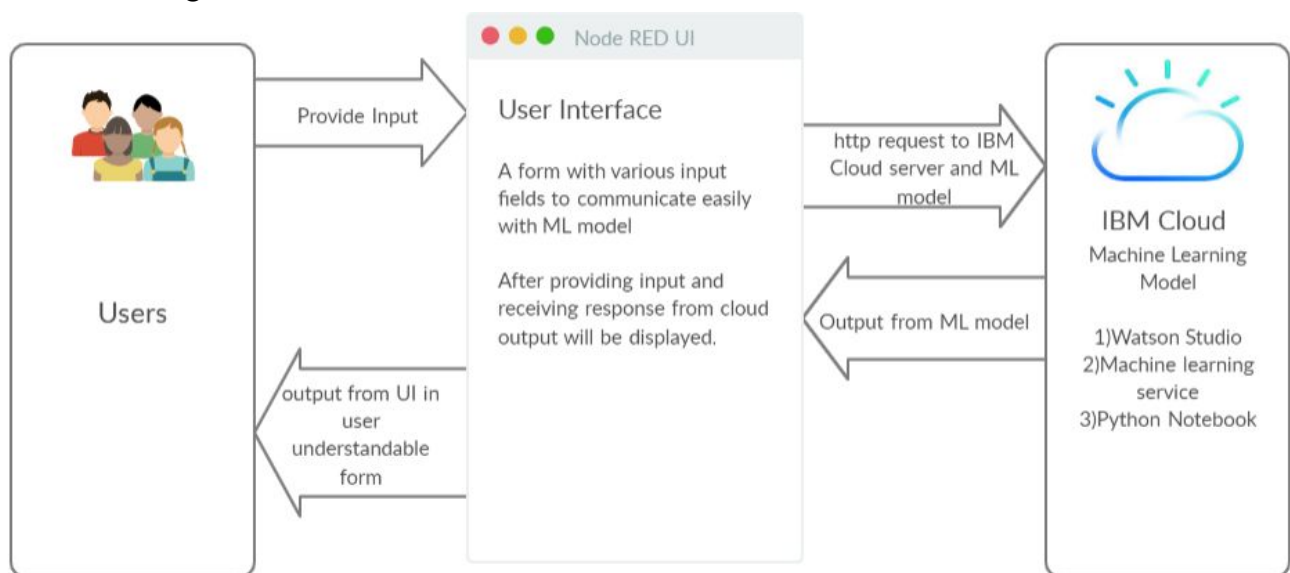 Node RED UI
Users
Provide Input
output from UI in
user
understandable
form
User Interface
A form with various input
fields to communicate easily
with ML model
After providing input and
receiving response from cloud
output will be displayed.
http request to IBM
Cloud server and ML
model
Output from ML model
IBM Cloud
Machine Learning
Model
1)Watson Studio
2)Machine learning
service
3)Python Notebook